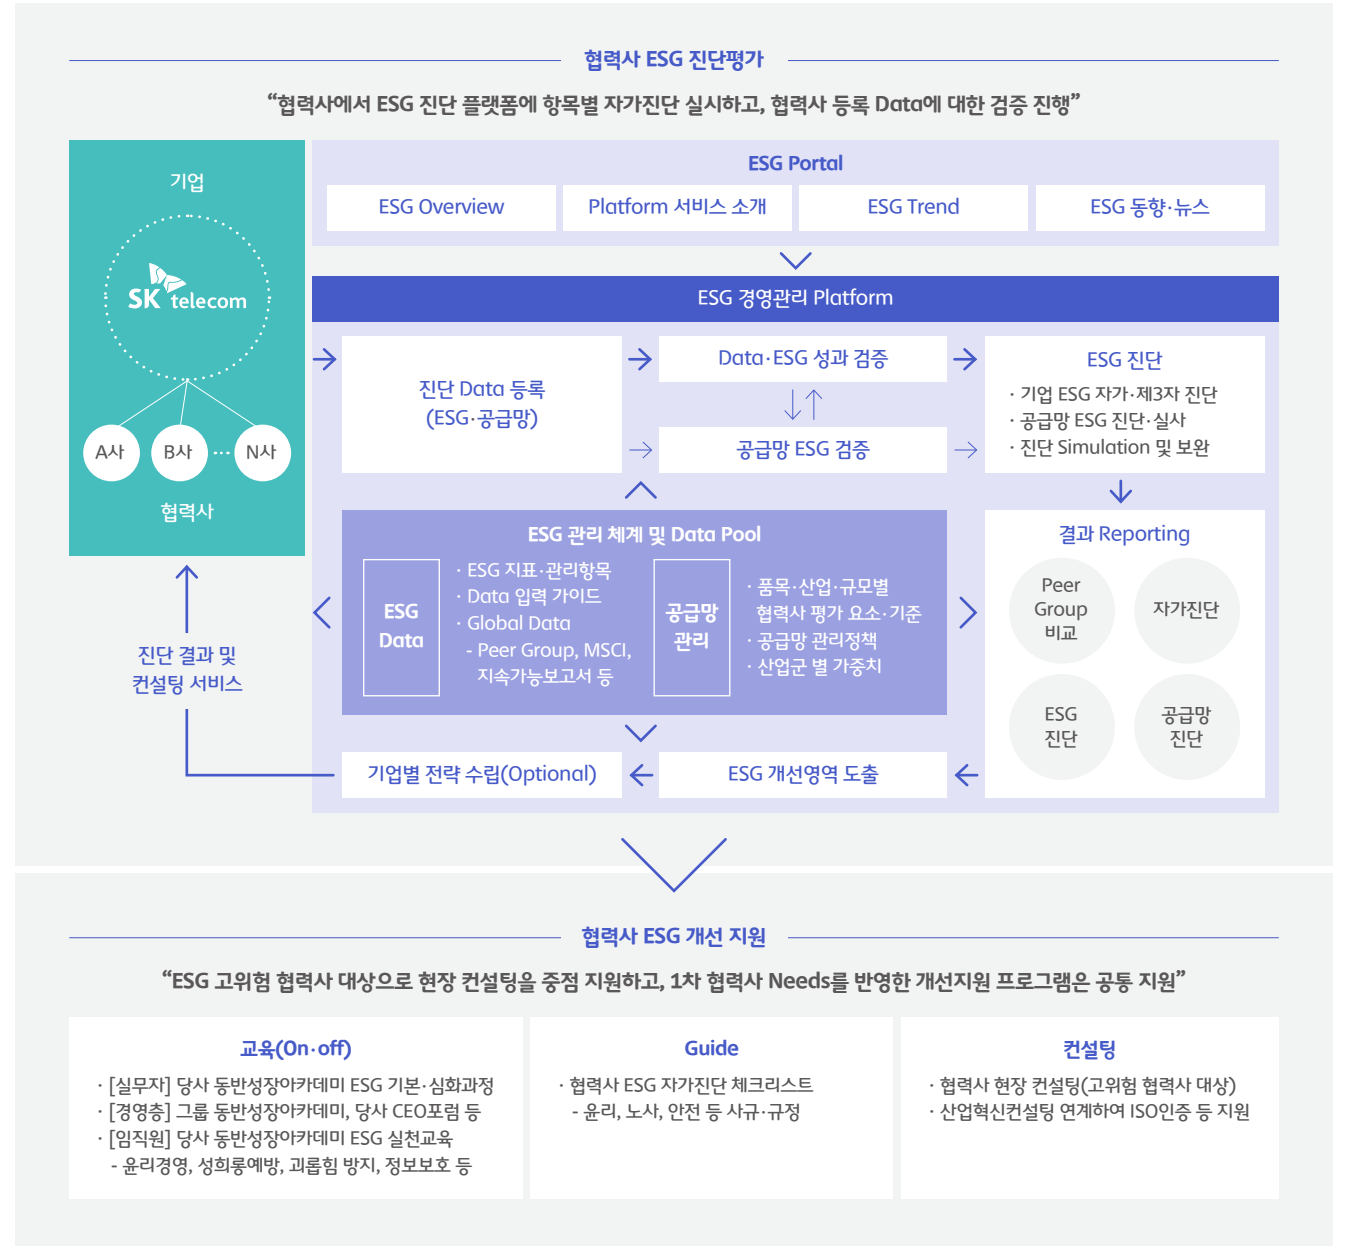 협력사 ESG 진단평가
“협력사에서 ESG 진단 플랫폼에 항목별 자가진단 실시하고, 협력사 등록 Data에 대한 검증 진행”
기업
SK telecom
A사
B사
···
N사
협력사
ESG Portal
ESG Overview
Platform 서비스 소개
ESG Trend
ESG 동향·뉴스
ESG 경영관리 Platform
진단 Data 등록
(ESG·공급망)
Data·ESG 성과 검증
공급망 ESG 검증
ESG 진단
· 기업 ESG 자가·제3자 진단
· 공급망 ESG 진단·실사
· 진단 Simulation 및 보완
ESG 관리 체계 및 Data Pool
ESG
Data
· ESG 지표·관리항목
· Data 입력 가이드
· Global Data
- Peer Group, MSCI,
지속가능보고서 등
공급망
관리
· 품목·산업·규모별
협력사 평가 요소·기준
· 공급망 관리정책
· 산업군 별 가중치
결과 Reporting
Peer
Group
비교
자가진단
ESG
진단
공급망
진단
진단 결과 및
컨설팅 서비스
기업별 전략 수립(Optional)
ESG 개선영역 도출
협력사 ESG 개선 지원
“ESG 고위험 협력사 대상으로 현장 컨설팅을 중점 지원하고, 1차 협력사 Needs를 반영한 개선지원 프로그램은 공통 지원”
교육(On·off)
· [실무자] 당사 동반성장아카데미 ESG 기본·심화과정
· [경영층] 그룹 동반성장아카데미, 당사 CEO포럼 등
· [임직원] 당사 동반성장아카데미 ESG 실천교육
- 윤리경영, 성희롱예방, 괴롭힘 방지, 정보보호 등
Guide
· 협력사 ESG 자가진단 체크리스트
- 윤리, 노사, 안전 등 사규·규정
컨설팅
· 협력사 현장 컨설팅(고위험 협력사 대상)
· 산업혁신컨설팅 연계하여 ISO인증 등 지원